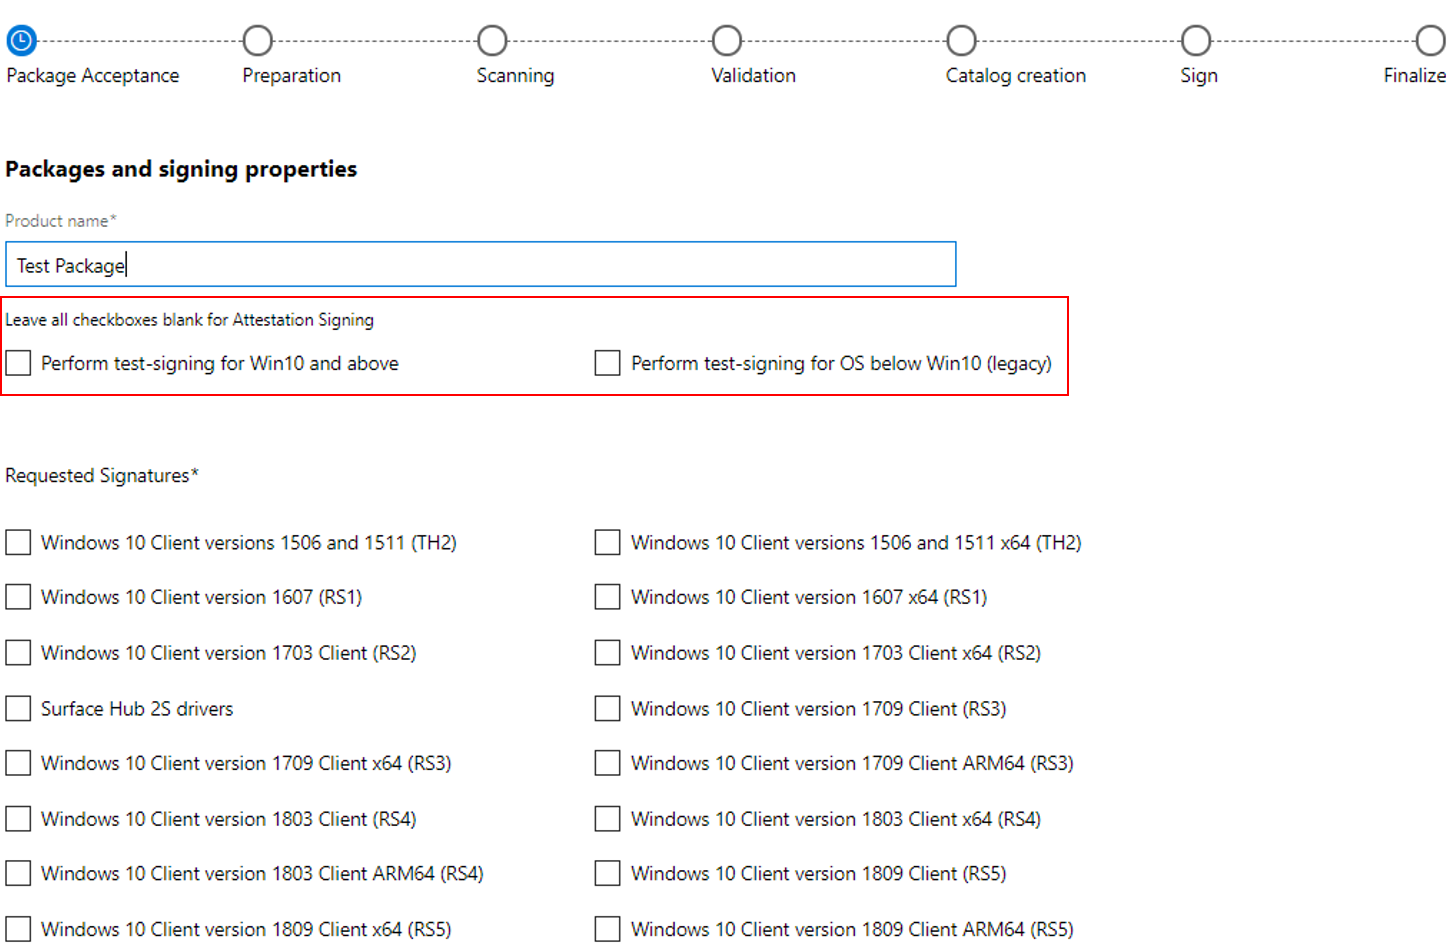 Package Acceptance Preparation Scanning Validation Catalog creation Sign Finalize
Packages and signing properties
Product name*
Test Package
Leave all checkboxes blank for Attestation Signing
Perform test-signing for Win10 and above Perform test-signing for OS below Win10 (legacy)
Requested Signatures*
Windows 10 Client versions 1506 and 1511 (TH2) Windows 10 Client versions 1506 and 1511 x64 (TH2)
Windows 10 Client version 1607 (RS1) Windows 10 Client version 1607 x64 (RS1)
Windows 10 Client version 1703 Client (RS2) Windows 10 Client version 1703 Client x64 (RS2)
Surface Hub 2S drivers Windows 10 Client version 1709 Client (RS3)
Windows 10 Client version 1709 Client x64 (RS3) Windows 10 Client version 1709 Client ARM64 (RS3)
Windows 10 Client version 1803 Client (RS4) Windows 10 Client version 1803 Client x64 (RS4)
Windows 10 Client version 1803 Client ARM64 (RS4) Windows 10 Client version 1809 Client (RS5)
Windows 10 Client version 1809 Client x64 (RS5) Windows 10 Client version 1809 Client ARM64 (RS5)